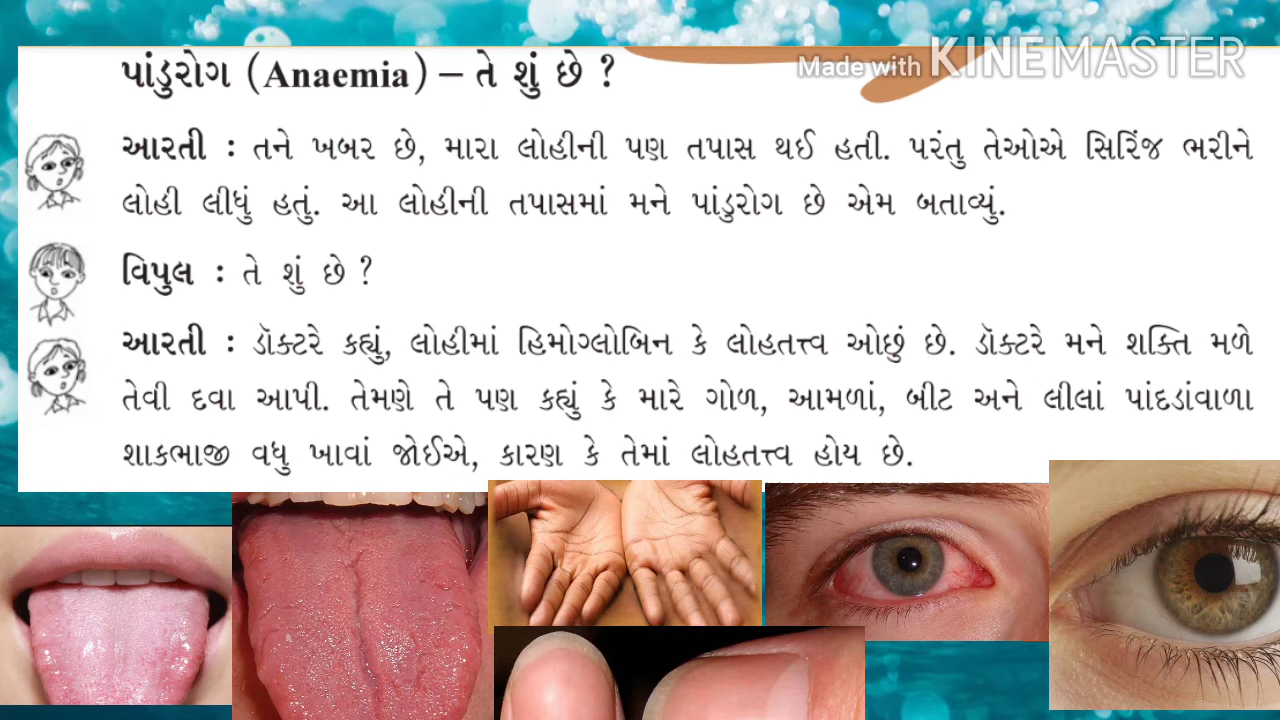 પાંડુરોગ (Anaemia) – તે શું છે ?
Made with KINEMASTER
આરતી : તને ખબર છે, મારા લોહીની પણ તપાસ થઈ હતી. પરંતુ તેઓએ સિરિંજ ભરીને
લોહી લીધું હતું. આ લોહીની તપાસમાં મને પાંડુરોગ છે એમ બતાવ્યું.
વિપુલ : તે શું છે ?
આરતી : ડૉક્ટરે કહ્યું, લોહીમાં હિમોગ્લોબિન કે લોહતત્ત્વ ઓછું છે. ડૉક્ટરે મને શક્તિ મળે
તેવી દવા આપી. તેમણે તે પણ કહ્યું કે મારે ગોળ, આમળાં, બીટ અને લીલાં પાંદડાંવાળા
શાકભાજી વધુ ખાવાં જોઈએ, કારણ કે તેમાં લોહતત્ત્વ હોય છે.